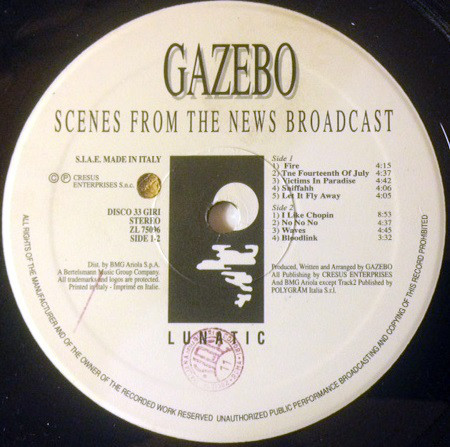 GAZEBO
SCENES FROM THE NEWS BROADCAST
S.I.A.E. MADE IN ITALY
Ⓒ Ⓟ CRESUS
ENTERPRISES S.n.c.
DISCO 33 GIRI
STEREO
ZL 75096
SIDE 1-2
Dist. by BMG Ariola S.p.A.
A Bertelsmann Music Group Company.
All trademarks and logos are protected.
Printed in Italy - Imprimé en Italie.
Side 1
1) Fire 4:15
2) The Fourteenth Of July 4:37
3) Victims In Paradise 4:42
4) Sniffahh 4:06
5) Let It Fly Away 4:05
Side 2
1) I Like Chopin 8:53
2) No No No 4:37
3) Waves 4:45
4) Bloodlink 3:32
Produced, Written and Arranged by GAZEBO
All Publishing by CRESUS ENTERPRISES
and BMG Ariola except Track2 Published by
POLYGRAM Italia S.r.l.
LUNATIC
ALL RIGHTS OF THE MANUFACTURER AND OF THE OWNER OF THE RECORDED WORK RESERVED UNAUTHORIZED PUBLIC PERFORMANCE BROADCASTING AND COPYING OF THIS RECORD PROHIBITED